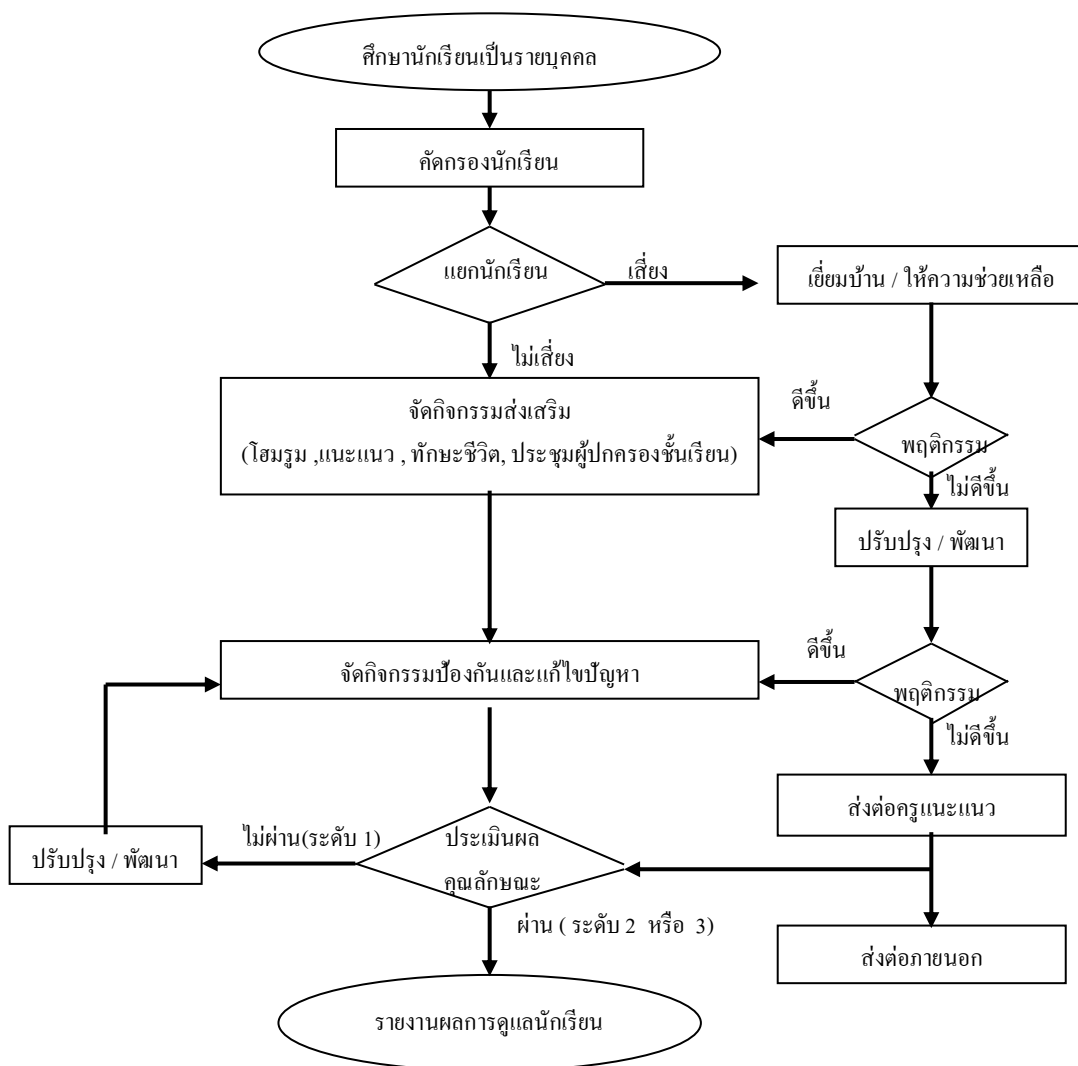 ศึกษานักเรียนเป็นรายบุคคล
คัดกรองนักเรียน
แยกนักเรียน
เสี่ยง
เยี่ยมบ้าน / ให้ความช่วยเหลือ
ไม่เสี่ยง
จัดกิจกรรมส่งเสริม
(โฮมรูม ,แนะแนว , ทักษะชีวิต, ประชุมผู้ปกครองชั้นเรียน)
ดีขึ้น
พฤติกรรม
ไม่ดีขึ้น
ปรับปรุง / พัฒนา
จัดกิจกรรมป้องกันและแก้ไขปัญหา
ดีขึ้น
พฤติกรรม
ไม่ดีขึ้น
ส่งต่อครูแนะแนว
ปรับปรุง / พัฒนา
ไม่ผ่าน(ระดับ 1)
ประเมินผล
คุณลักษณะ
ผ่าน ( ระดับ 2 หรือ 3)
ส่งต่อภายนอก
รายงานผลการดูแลนักเรียน